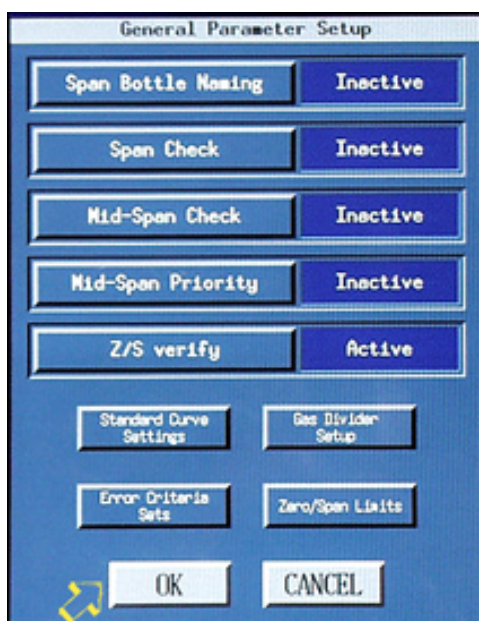 General Parameter Setup
Span Bottle Naming Inactive
Span Check Inactive
Mid-Span Check Inactive
Mid-Span Priority Inactive
Z/S verify Active
Standard Curve Gas Divider
Settings Setup
Error Criteria
Sets Zero/Span Limits
OK CANCEL